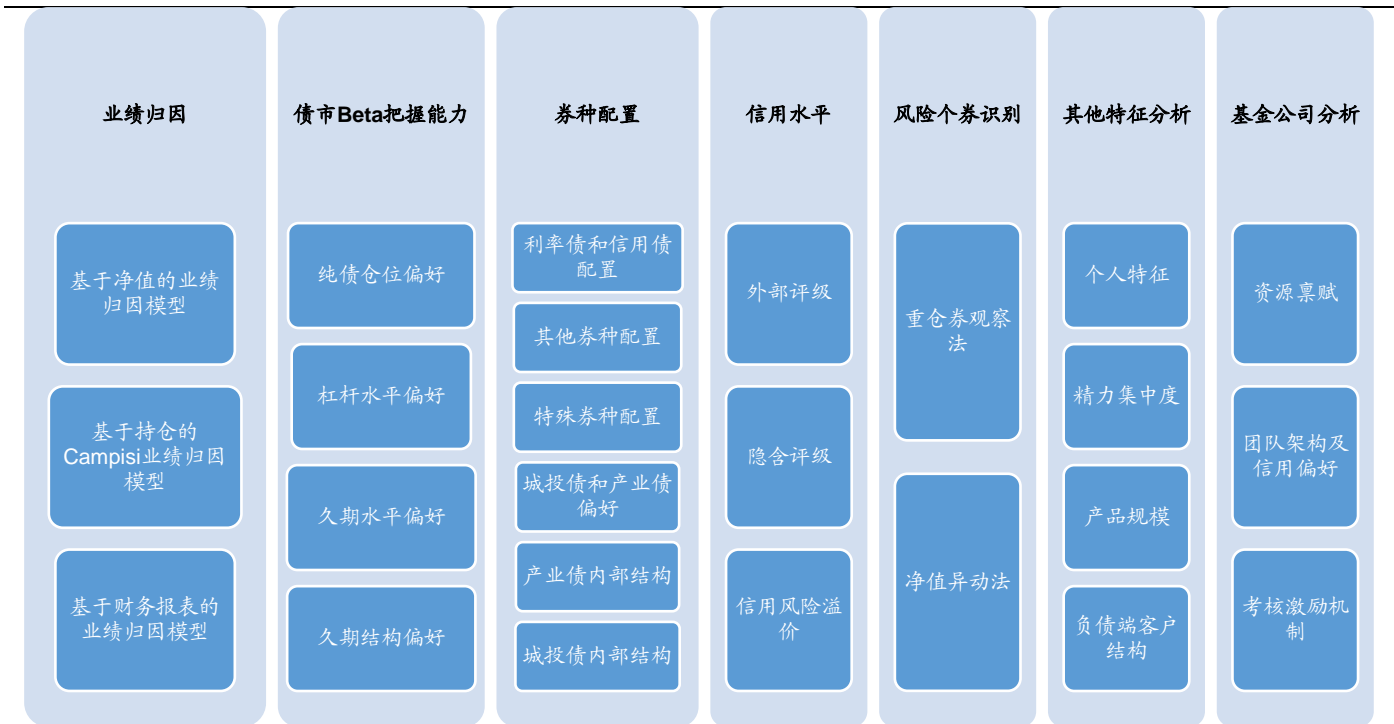 业绩归因
基于净值的业绩
归因模型
基于持仓的
Campisi业绩归因
模型
基于财务报表的
业绩归因模型
债市Beta把握能力
纯债仓位偏好
杠杆水平偏好
久期水平偏好
久期结构偏好
券种配置
利率债和信用债
配置
其他券种配置
特殊券种配置
城投债和产业债
偏好
产业债内部结构
城投债内部结构
信用水平
外部评级
隐含评级
信用风险溢
价
风险个券识别
重仓券观察
法
净值异动法
其他特征分析
个人特征
精力集中度
产品规模
负债端客户
结构
基金公司分析
资源禀赋
团队架构及
信用偏好
考核激励机
制